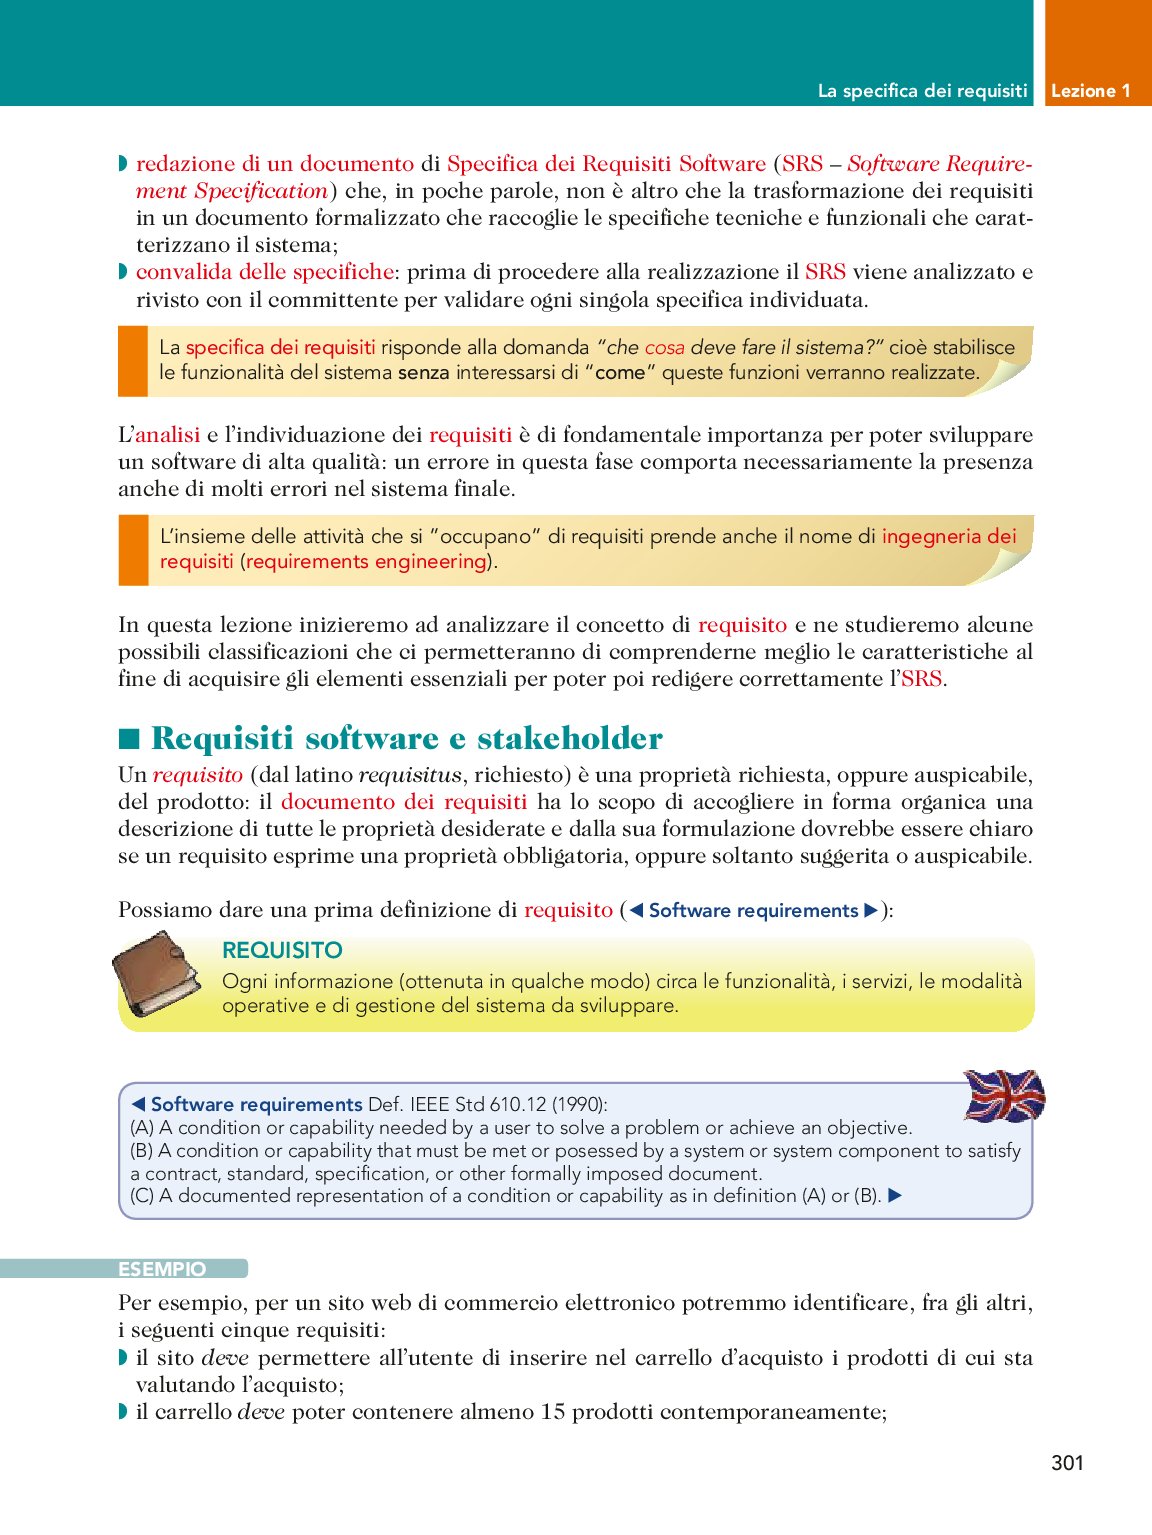 La specifica dei requisiti Lezione 1
◗ redazione di un documento di Specifica dei Requisiti Software (SRS – Software Require-
ment Specification) che, in poche parole, non è altro che la trasformazione dei requisiti
in un documento formalizzato che raccoglie le specifiche tecniche e funzionali che carat-
terizzano il sistema;
◗ convalida delle specifiche: prima di procedere alla realizzazione il SRS viene analizzato e
rivisto con il committente per validare ogni singola specifica individuata.
La specifica dei requisiti risponde alla domanda “che cosa deve fare il sistema?” cioè stabilisce
le funzionalità del sistema senza interessarsi di “come” queste funzioni verranno realizzate.
L’analisi e l’individuazione dei requisiti è di fondamentale importanza per poter sviluppare
un software di alta qualità: un errore in questa fase comporta necessariamente la presenza
anche di molti errori nel sistema finale.
L’insieme delle attività che si “occupano” di requisiti prende anche il nome di ingegneria dei
requisiti (requirements engineering).
In questa lezione inizieremo ad analizzare il concetto di requisito e ne studieremo alcune
possibili classificazioni che ci permetteranno di comprenderne meglio le caratteristiche al
fine di acquisire gli elementi essenziali per poter poi redigere correttamente l’SRS.
■ Requisiti software e stakeholder
Un requisito (dal latino requisitus, richiesto) è una proprietà richiesta, oppure auspicabile,
del prodotto: il documento dei requisiti ha lo scopo di accogliere in forma organica una
descrizione di tutte le proprietà desiderate e dalla sua formulazione dovrebbe essere chiaro
se un requisito esprime una proprietà obbligatoria, oppure soltanto suggerita o auspicabile.
Possiamo dare una prima definizione di requisito (◀ Software requirements ▶):
REQUISITO
Ogni informazione (ottenuta in qualche modo) circa le funzionalità, i servizi, le modalità
operative e di gestione del sistema da sviluppare.
◀ Software requirements Def. IEEE Std 610.12 (1990):
(A) A condition or capability needed by a user to solve a problem or achieve an objective.
(B) A condition or capability that must be met or posessed by a system or system component to satisfy
a contract, standard, specification, or other formally imposed document.
(C) A documented representation of a condition or capability as in definition (A) or (B). ▶
ESEMPIO
Per esempio, per un sito web di commercio elettronico potremmo identificare, fra gli altri,
i seguenti cinque requisiti:
◗ il sito deve permettere all’utente di inserire nel carrello d’acquisto i prodotti di cui sta
valutando l’acquisto;
◗ il carrello deve poter contenere almeno 15 prodotti contemporaneamente;
301